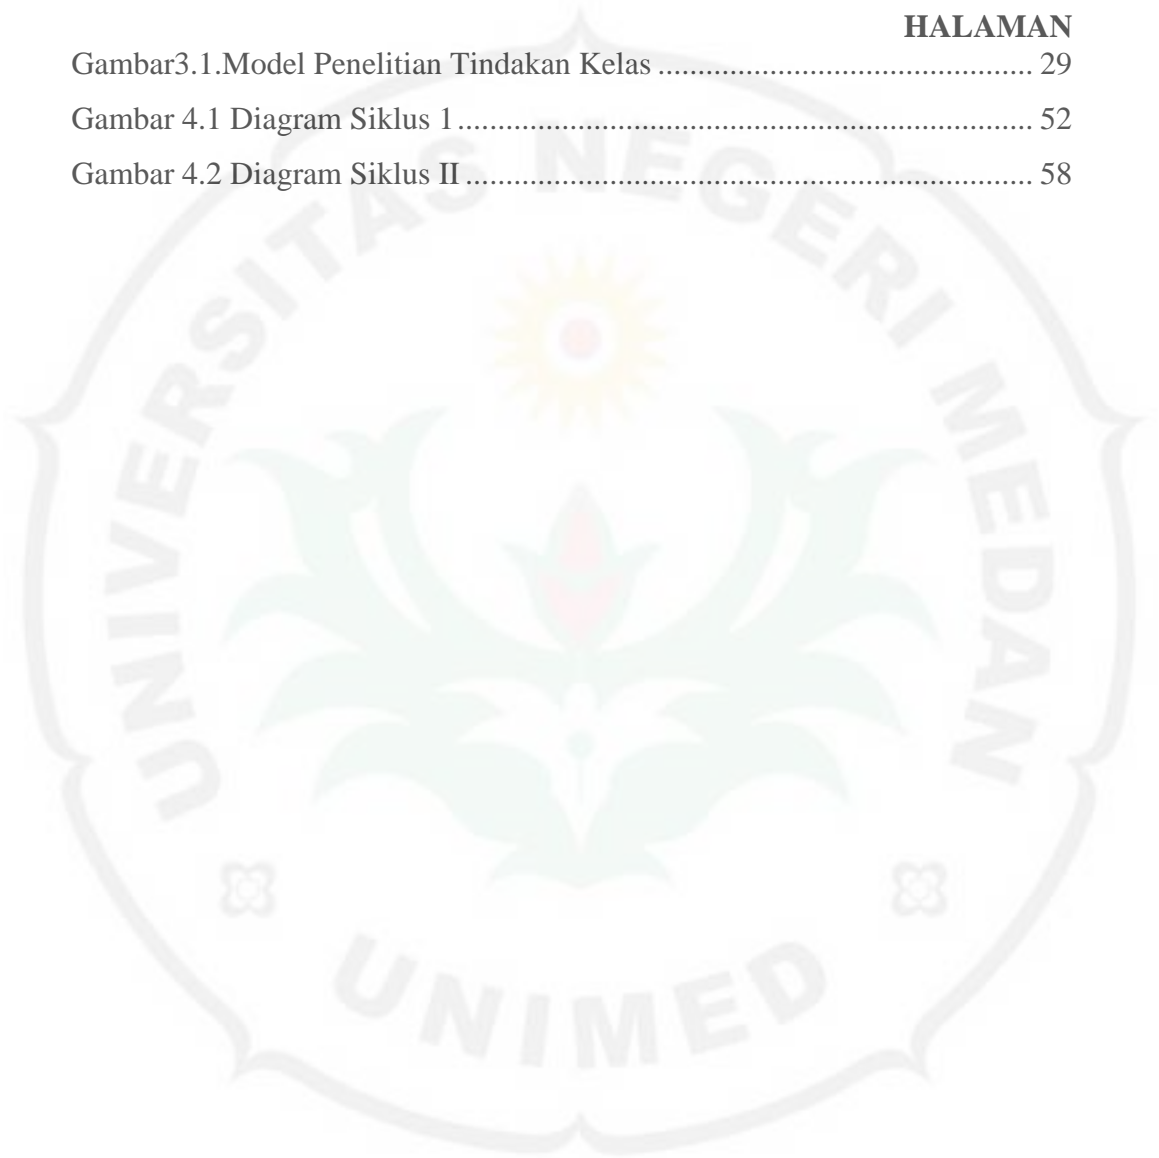 HALAMAN
Gambar3.1.Model Penelitian Tindakan Kelas ............................................. 29
Gambar 4.1 Diagram Siklus 1 ..................................................................... 52
Gambar 4.2 Diagram Siklus II .................................................................... 58
UNIVERSITAS NEGERI MEDAN
UNIMED